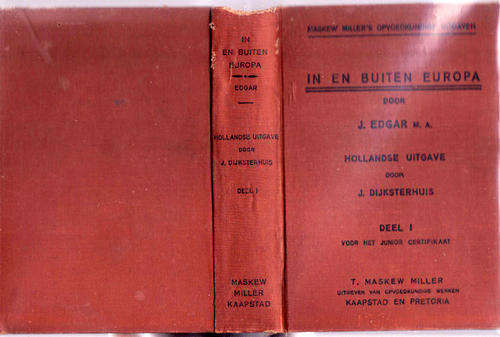 IN
EN BUITEN
EUROPA
EDGAR
HOLLANDSE UITGAVE
DOOR
J. DIJKSTERHUIS
DEEL I
MASKEW
MILLER
KAAPSTAD
MASKEW MILLER'S OPVOEDKUNDIGE UITGAVEN
IN EN BUITEN EUROPA
DOOR
J. EDGAR M. A.
HOLLANDSE UITGAVE
DOOR
J. DIJKSTERHUIS
DEEL I
VOOR HET JUNIOR CERTIFIKAAT
T. MASKEW MILLER
UITGEVER VAN OPVOEDKUNDIGE WERKEN
KAAPSTAD EN PRETORIA